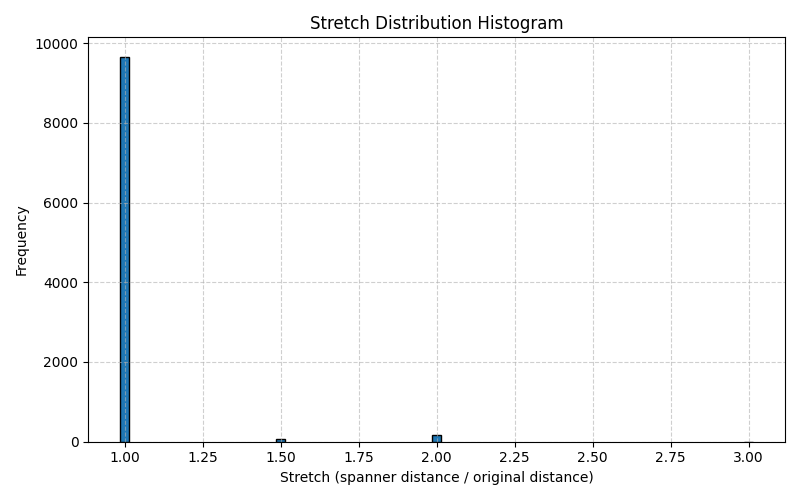 Stretch Distribution Histogram
10000
8000
6000
4000
2000
0
Frequency
1.00 1.25 1.50 1.75 2.00 2.25 2.50 2.75 3.00
Stretch (spanner distance / original distance)